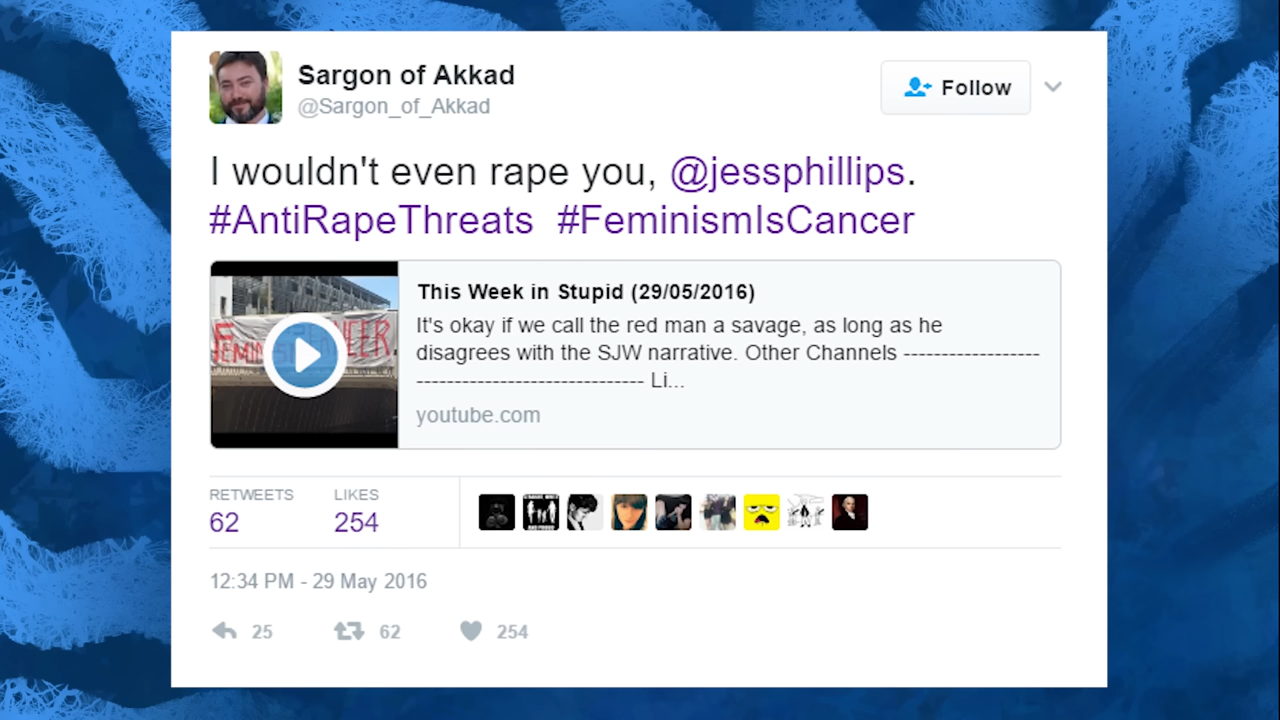 Sargon of Akkad
@Sargon_of_Akkad
Follow
I wouldn't even rape you, @jessphillips.
#AntiRapeThreats #FeminismIsCancer
This Week in Stupid (29/05/2016)
It's okay if we call the red man a savage, as long as he
disagrees with the SJW narrative. Other Channels ------------------
------------------------------ Li...
youtube.com
RETWEETS LIKES
62 254
12:34 PM - 29 May 2016
25 62 254